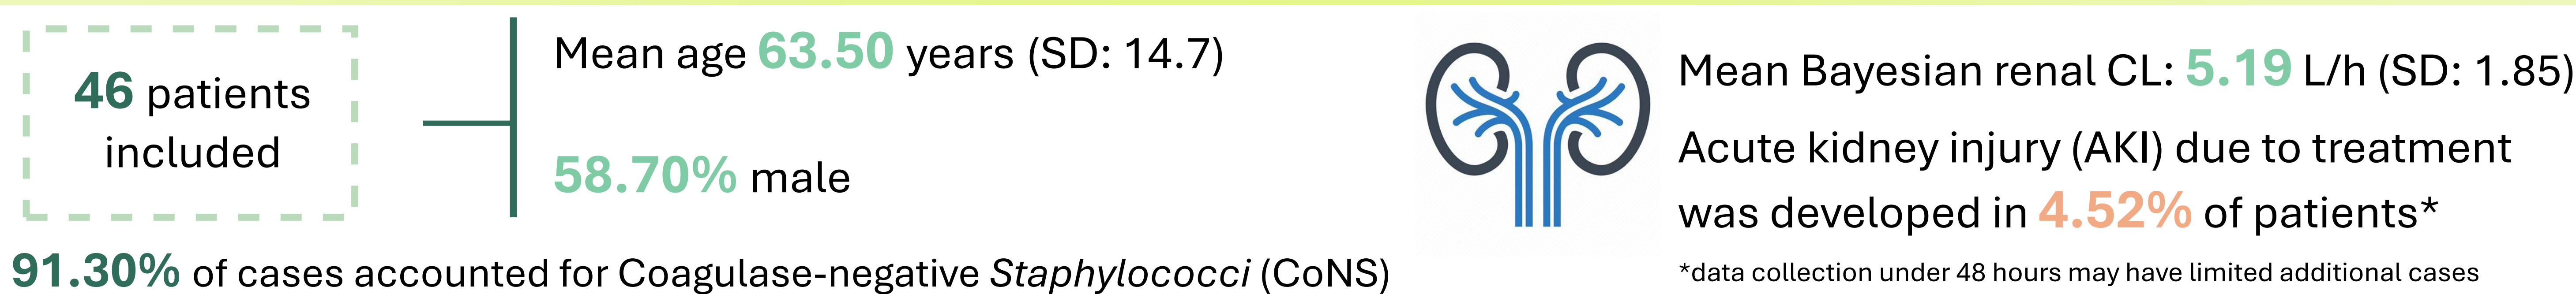 46 patients
included
Mean age 63.50 years (SD: 14.7)
58.70% male
91.30% of cases accounted for Coagulase-negative Staphylococci (CoNS)
Mean Bayesian renal CL: 5.19 L/h (SD: 1.85)
Acute kidney injury (AKI) due to treatment
was developed in 4.52% of patients*
*data collection under 48 hours may have limited additional cases